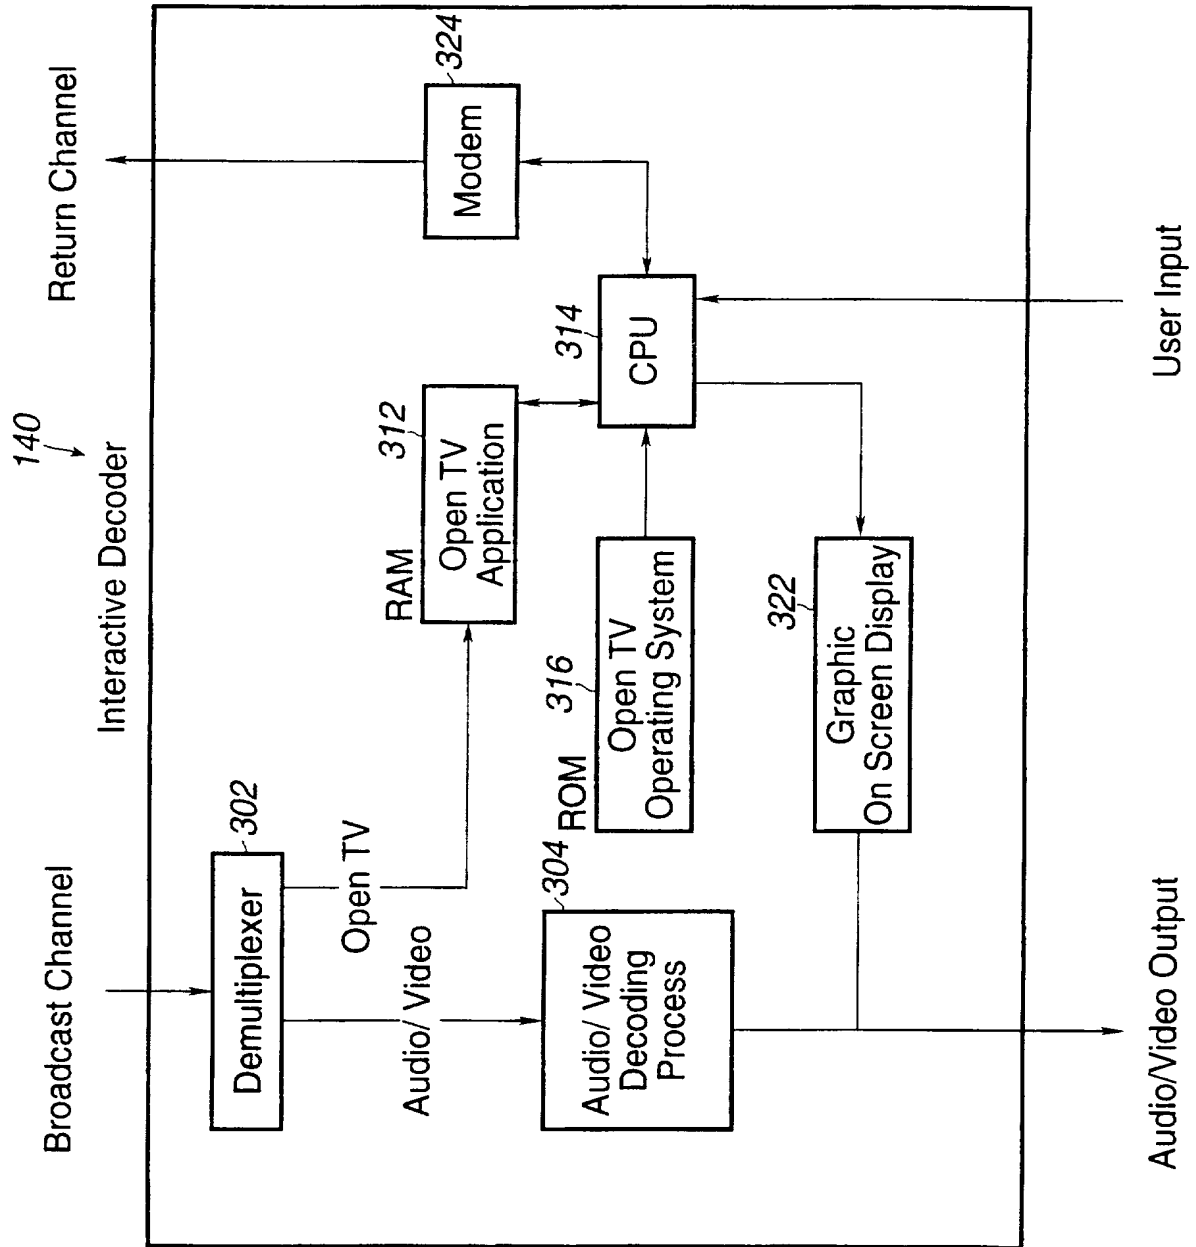 140
Interactive Decoder
Broadcast Channel
Return Channel
302
Demultiplexer
324
Modem
Open TV
Audio/ Video
RAM
312
Open TV
Application
314
CPU
ROM
316
Open TV
Operating System
304
Audio/ Video
Decoding
Process
322
Graphic
On Screen Display
Audio/Video Output
User Input